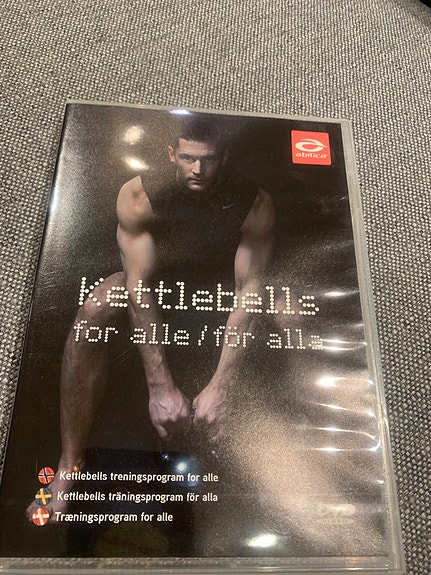 abilica
Kettlebells
for alle/för alla
Kettlebells treningsprogram for alle
Kettlebells träningsprogram för alla
Træningsprogram for alle
DVD